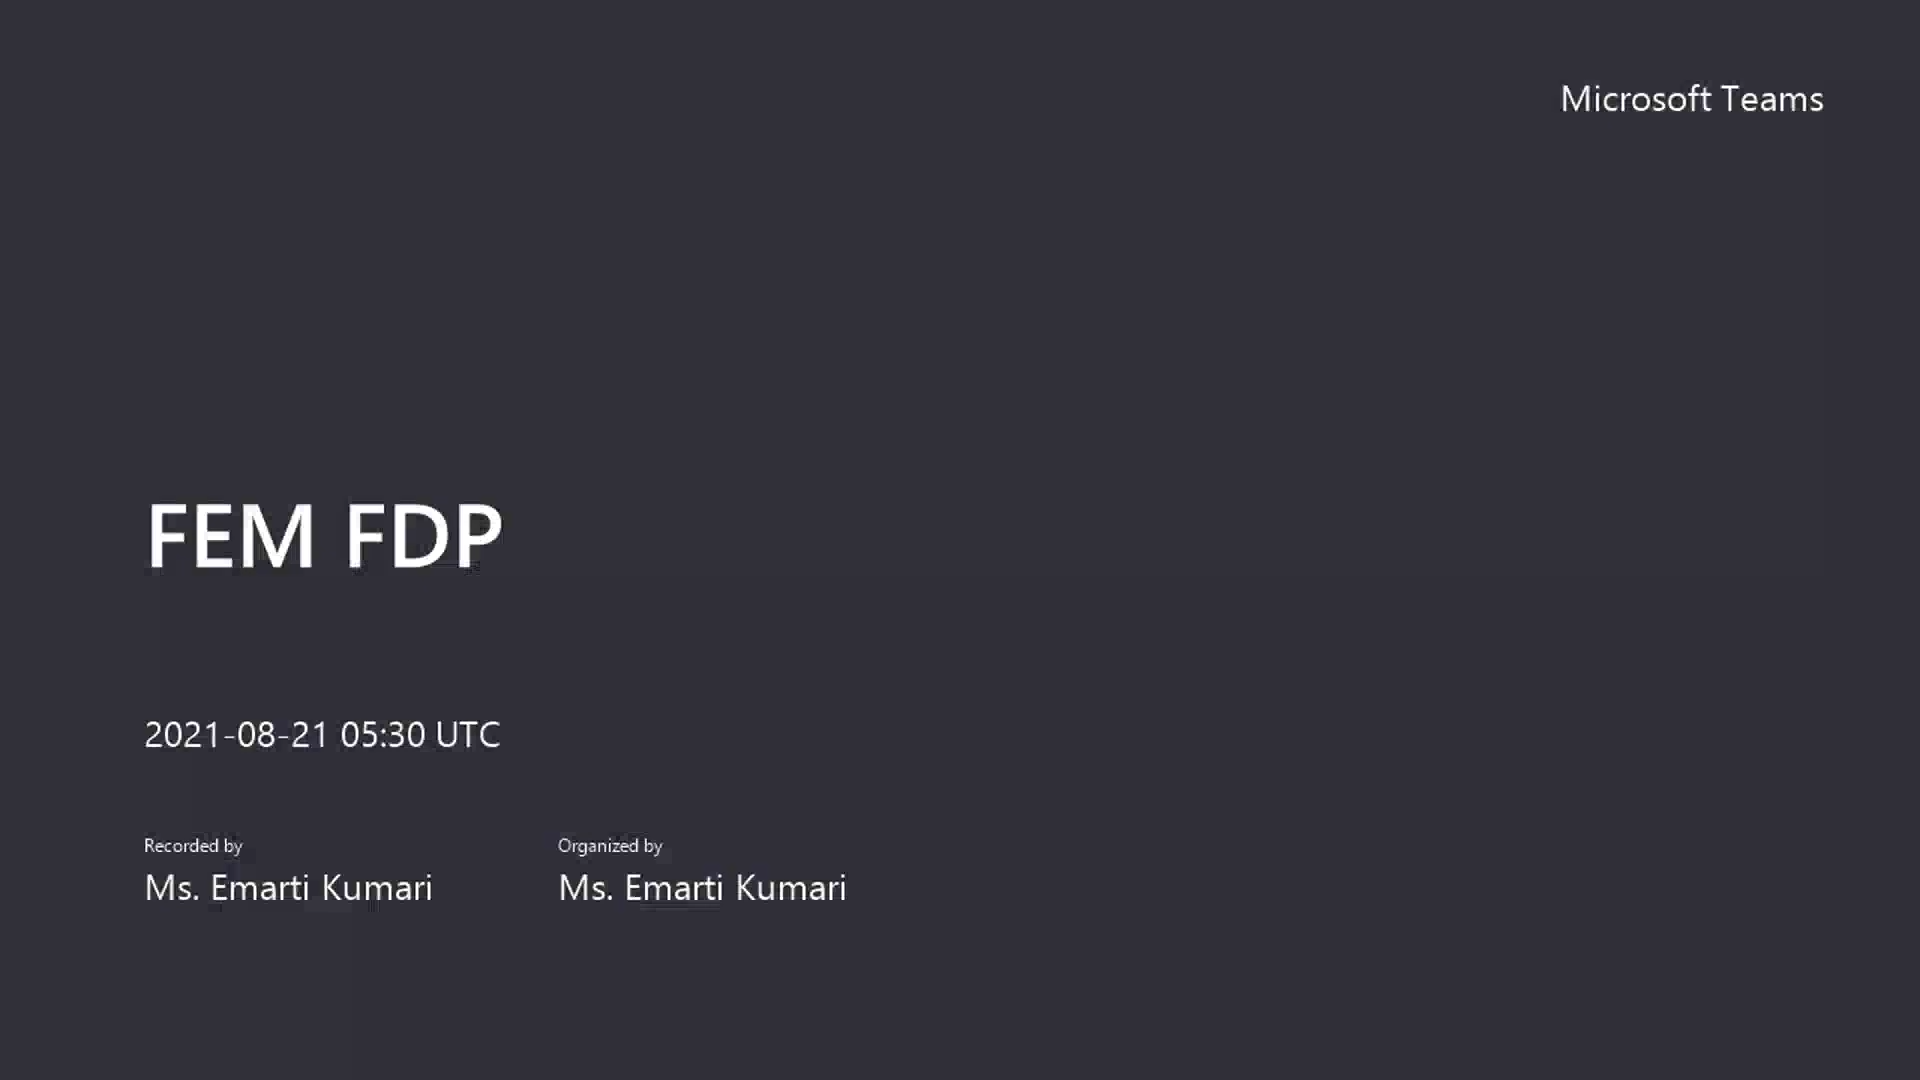 Microsoft Teams
FEM FDP
2021-08-21 05:30 UTC
Recorded by
Ms. Emarti Kumari
Organized by
Ms. Emarti Kumari